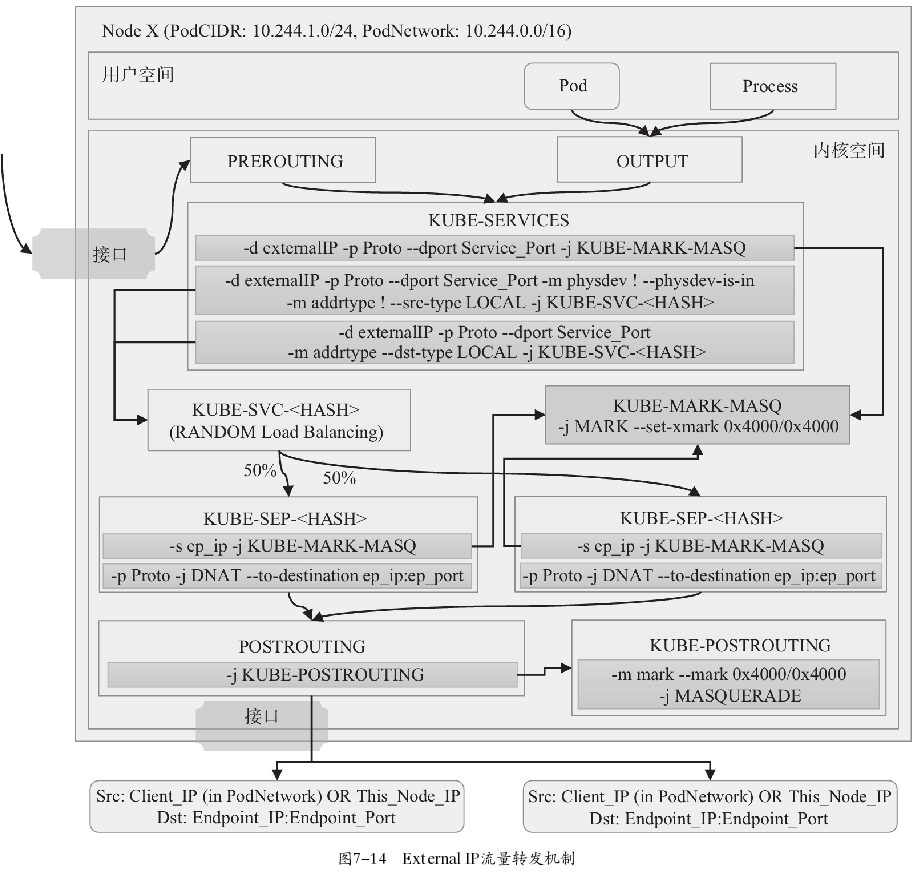 Node X (PodCIDR: 10.244.1.0/24, PodNetwork: 10.244.0.0/16)
用户空间
Pod
Process
内核空间
PREROUTING
OUTPUT
接口
KUBE-SERVICES
-d externalIP -p Proto --dport Service_Port -j KUBE-MARK-MASQ
-d externalIP -p Proto --dport Service_Port -m physdev ! --physdev-is-in
-m addrtype ! --src-type LOCAL -j KUBE-SVC-<HASH>
-d externalIP -p Proto --dport Service_Port
-m addrtype --dst-type LOCAL -j KUBE-SVC-<HASH>
KUBE-SVC-<HASH>
(RANDOM Load Balancing)
KUBE-MARK-MASQ
-j MARK --set-xmark 0x4000/0x4000
50%
50%
KUBE-SEP-<HASH>
-s ep_ip -j KUBE-MARK-MASQ
-p Proto -j DNAT --to-destination ep_ip:ep_port
KUBE-SEP-<HASH>
-s ep_ip -j KUBE-MARK-MASQ
-p Proto -j DNAT --to-destination ep_ip:ep_port
POSTROUTING
-j KUBE-POSTROUTING
KUBE-POSTROUTING
-m mark --mark 0x4000/0x4000
-j MASQUERADE
接口
Src: Client_IP (in PodNetwork) OR This_Node_IP
Dst: Endpoint_IP:Endpoint_Port
Src: Client_IP (in PodNetwork) OR This_Node_IP
Dst: Endpoint_IP:Endpoint_Port
图7-14 External IP流量转发机制